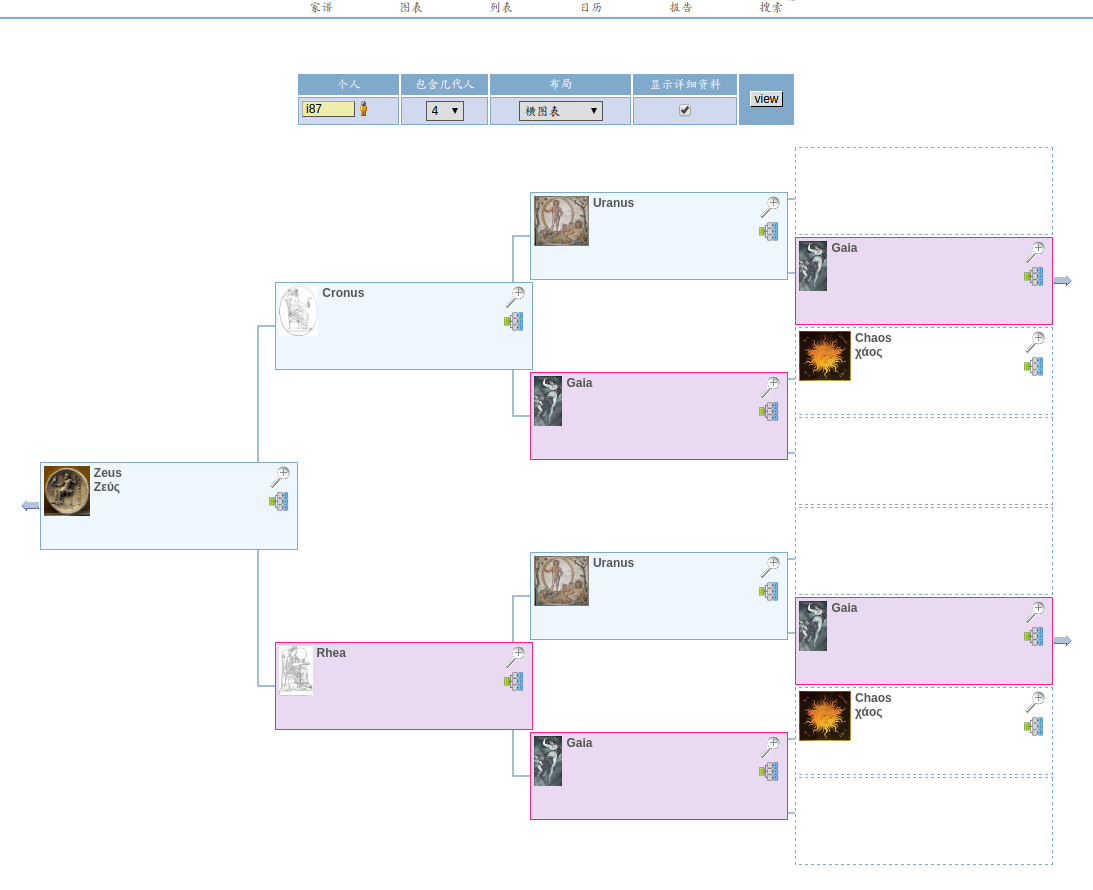 家谱 图表 列表 日历 报告 搜索
个人 包含几代人 布局 显示详细资料
i87 4 横图表 view
Uranus
Gaia
Cronus
Chaos
χάος
Gaia
Zeus
Ζεύς
Uranus
Gaia
Rhea
Chaos
χάος
Gaia